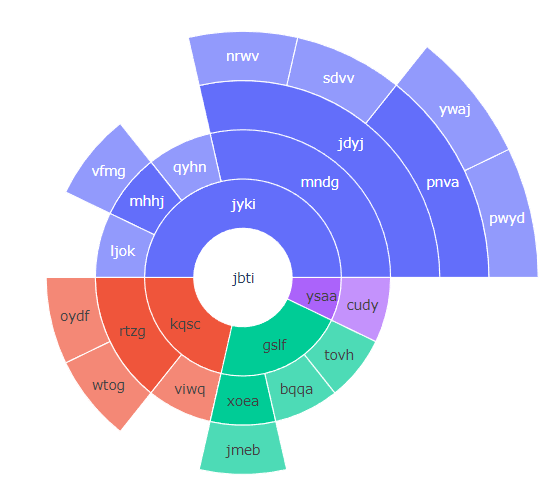 nrwv
sdvv
ywaj
jdyj
vfmg
qyhn
mndg
pnva
mhhj
jyki
pwyd
ljok
jbti
ysaa
cudy
oydf
rtzg
kqsc
gslf
tovh
wtog
viwq
bqqa
xoea
jmeb